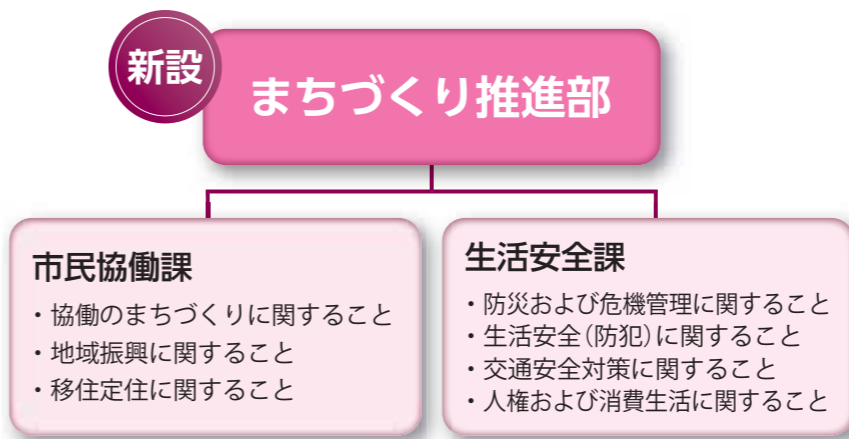 新設
まちづくり推進部
市民協働課
・協働のまちづくりに関すること
・地域振興に関すること
・移住定住に関すること
生活安全課
・防災および危機管理に関すること
・生活安全(防犯)に関すること
・交通安全対策に関すること
・人権および消費生活に関すること